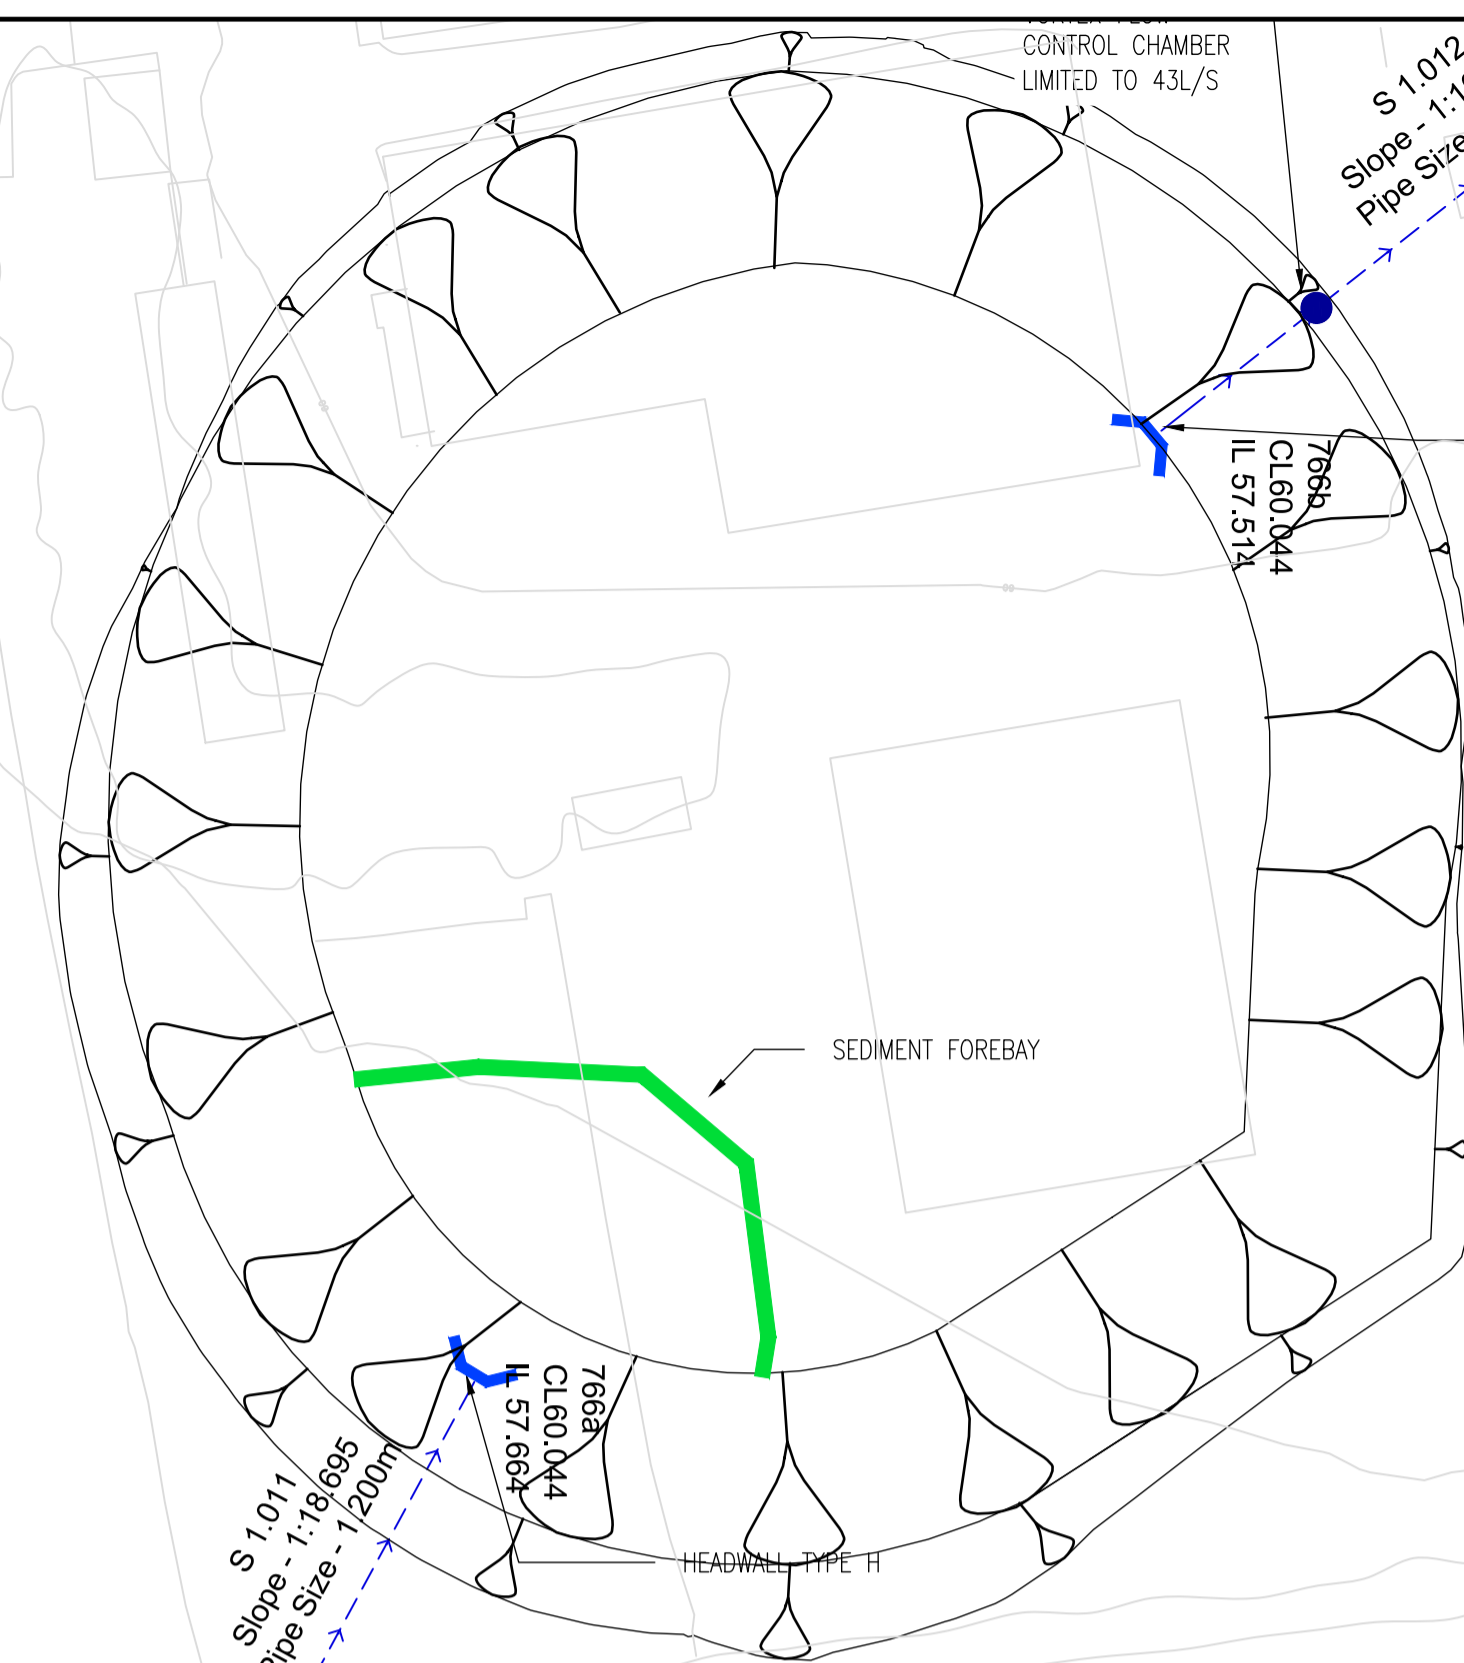 CONTROL CHAMBER
LIMITED TO 43L/S
S 1.012
Slope - 1:1
Pipe Size
766b
CL60.044
IL 57.514
SEDIMENT FOREBAY
766a
CL60.044
IL 57.664
S 1.011
Slope - 1:18.695
Pipe Size - 1.200m
HEADWALL TYPE H